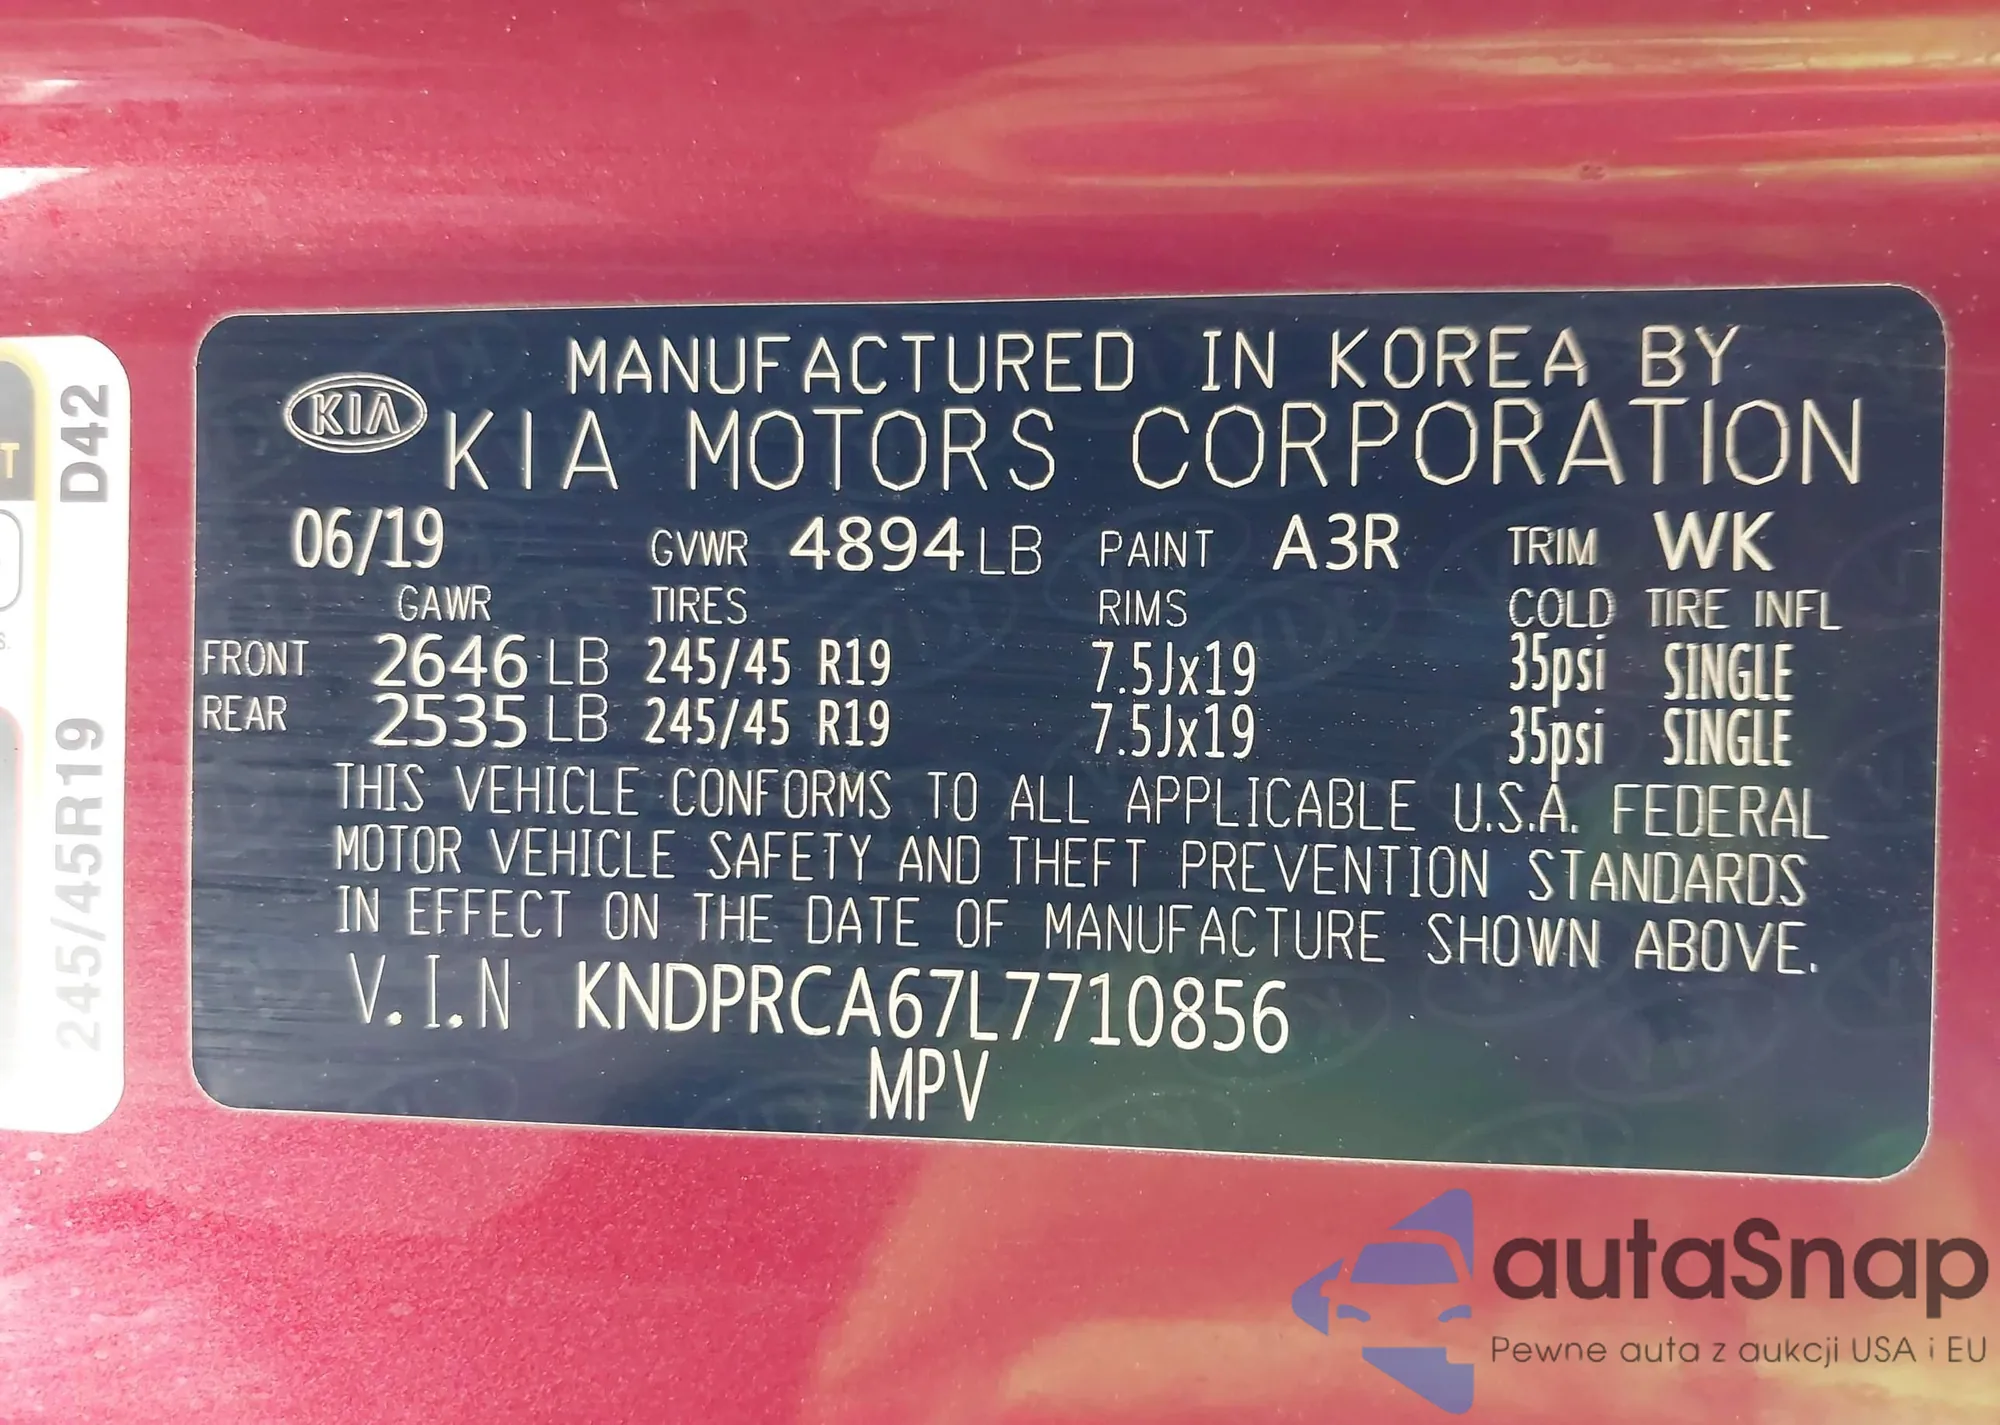 MANUFACTURED IN KOREA BY
KIA KIA MOTORS CORPORATION
06/19 GVWR 4894 LB PAINT A3R TRIM WK
GAWR TIRES RIMS COLD TIRE INFL
FRONT 2646 LB 245/45 R19 7.5Jx19 35psi SINGLE
REAR 2535 LB 245/45 R19 7.5Jx19 35psi SINGLE
THIS VEHICLE CONFORMS TO ALL APPLICABLE U.S.A. FEDERAL
MOTOR VEHICLE SAFETY AND THEFT PREVENTION STANDARDS
IN EFFECT ON THE DATE OF MANUFACTURE SHOWN ABOVE.
V.I.N KNDPRCA67L7710856
MPV
D42
245/45R19
autaSnap
Pewne auta z aukcji USA i EU